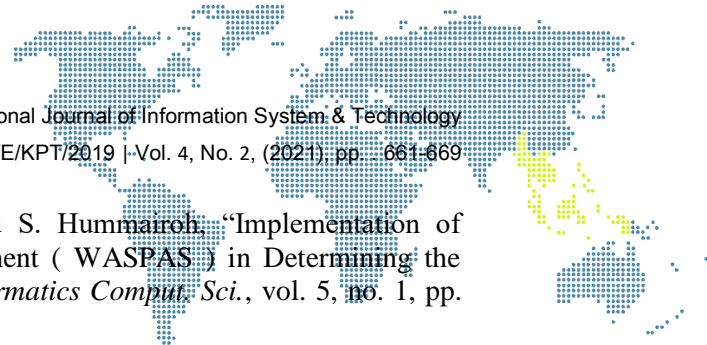 onal Journal of Information System & Technology
E/KPT/2019 | Vol. 4, No. 2, (2021), pp. . 661-669
S. Hummairoh, “Implementation of
ent ( WASPAS ) in Determining the
rmatics Comput. Sci., vol. 5, no. 1, pp.